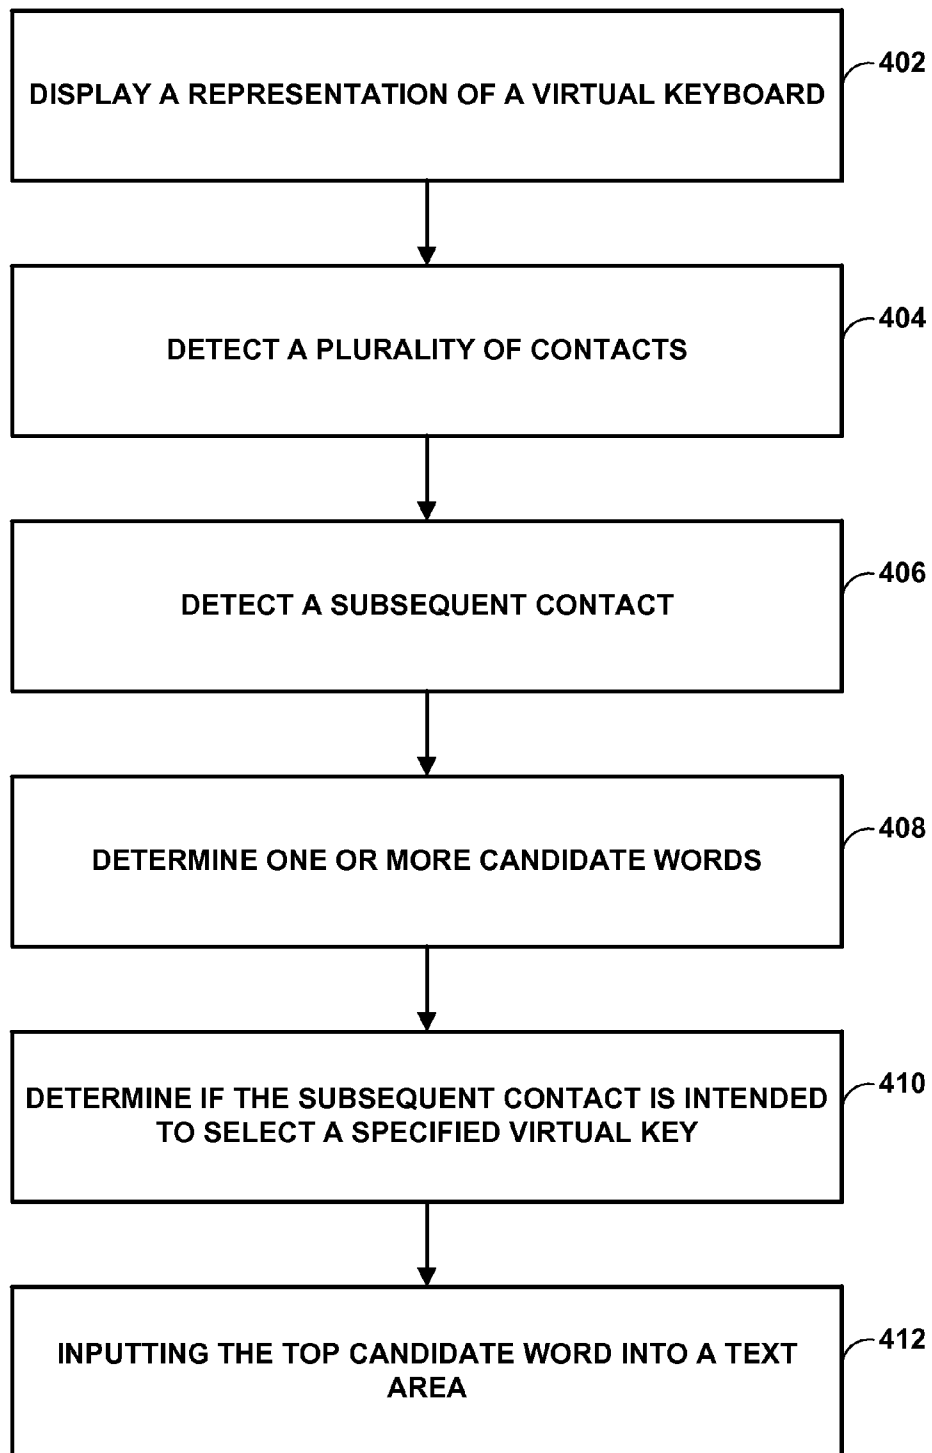 402
DISPLAY A REPRESENTATION OF A VIRTUAL KEYBOARD
404
DETECT A PLURALITY OF CONTACTS
406
DETECT A SUBSEQUENT CONTACT
408
DETERMINE ONE OR MORE CANDIDATE WORDS
410
DETERMINE IF THE SUBSEQUENT CONTACT IS INTENDED
TO SELECT A SPECIFIED VIRTUAL KEY
412
INPUTTING THE TOP CANDIDATE WORD INTO A TEXT
AREA